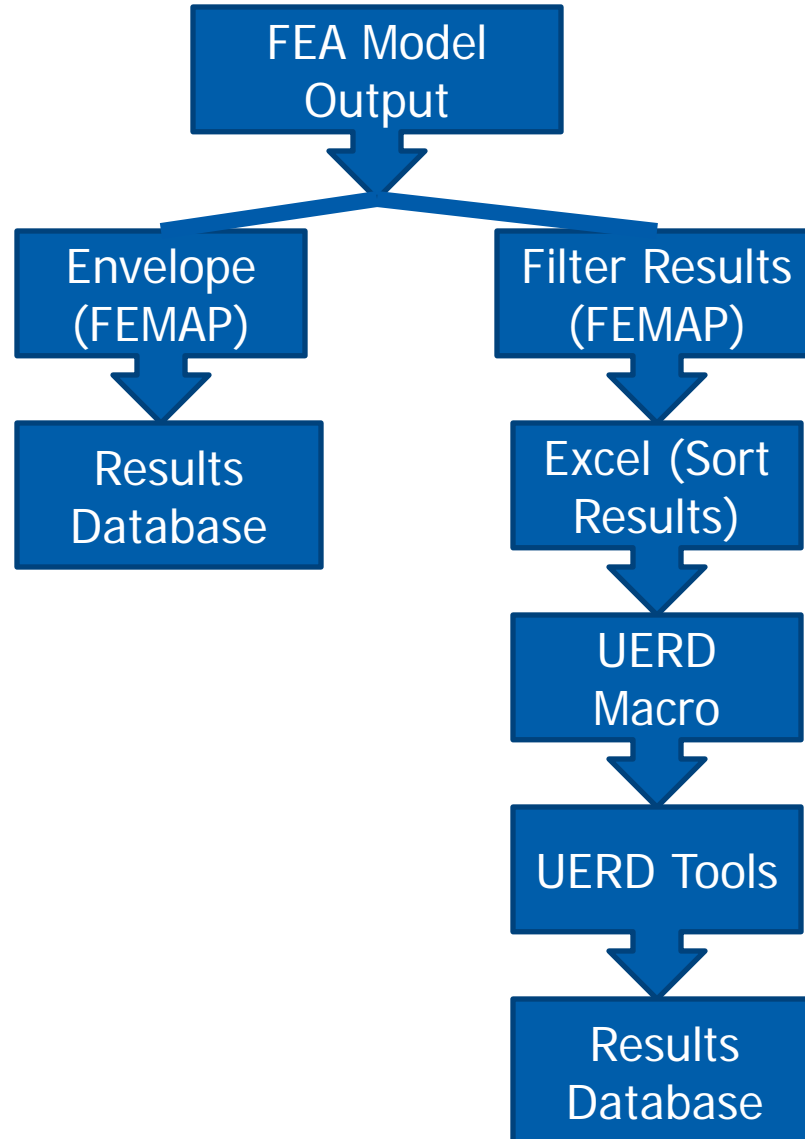 FEA Model
Output
Envelope
(FEMAP)
Filter Results
(FEMAP)
Results
Database
Excel (Sort
Results)
UERD
Macro
UERD Tools
Results
Database